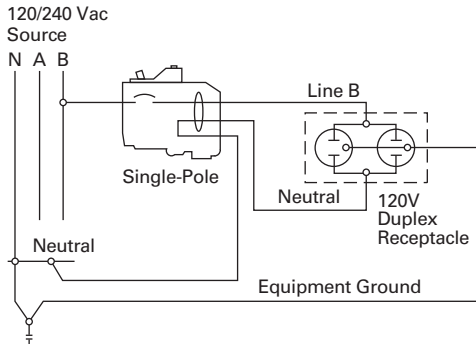 120/240 Vac
Source
N A B
Line B
Single-Pole
Neutral
120V
Duplex
Receptacle
Neutral
Equipment Ground